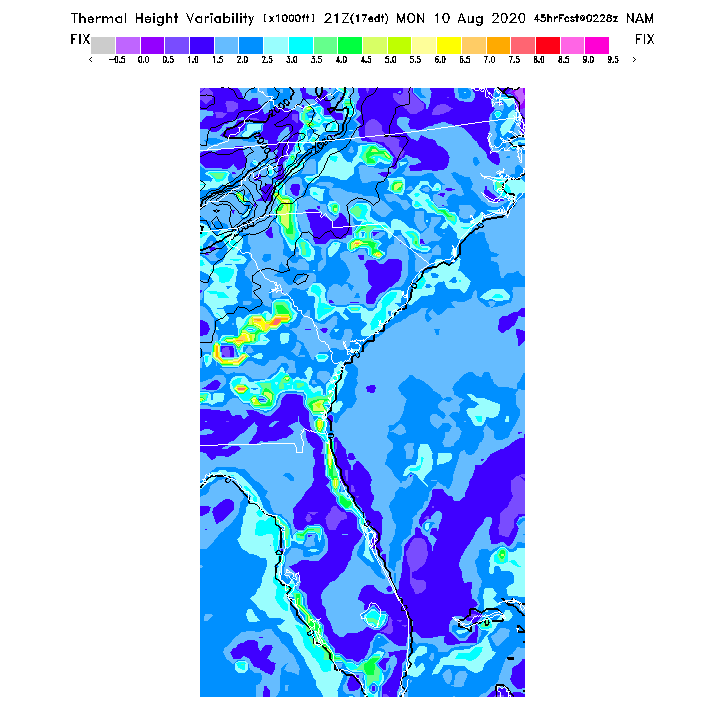 Thermal Height Variability [x1000ft] 21Z(17edt) MON 10 Aug 2020 45hrFcst@0228z NAM
FIX FIX
< -0.5 0.0 0.5 1.0 1.5 2.0 2.5 3.0 3.5 4.0 4.5 5.0 5.5 6.0 6.5 7.0 7.5 8.0 8.5 9.0 9.5 >